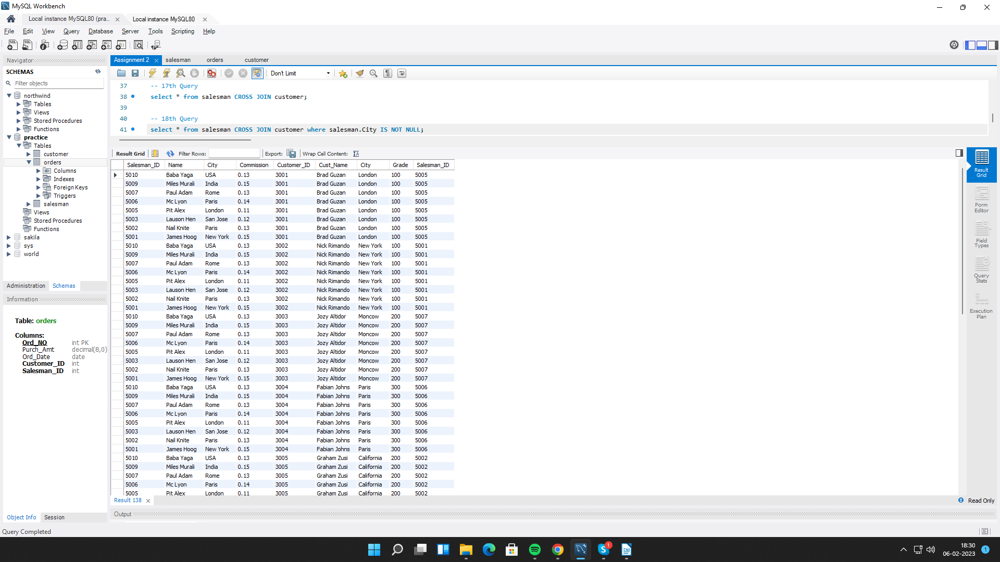 MySQL Workbench
Local instance MySQL80 (pra...
Local instance MySQL80
File Edit View Query Database Server Tools Scripting Help
Navigator
SCHEMAS
Filter objects
northwind
Tables
Views
Stored Procedures
Functions
practice
Tables
customer
orders
Columns
Indexes
Foreign Keys
Triggers
salesman
Views
Stored Procedures
Functions
sakila
sys
world
Administration Schemas
Information
Table: orders
Columns:
Ord_NO int PK
Purch_Amt decimal(8,0)
Ord_Date date
Customer_ID int
Salesman_ID int
Object Info Session
Assignment 2 salesman orders customer
Don't Limit
37 -- 17th Query
38 select * from salesman CROSS JOIN customer;
39
40 -- 18th Query
41 select * from salesman CROSS JOIN customer where salesman.City IS NOT NULL;
Result Grid Filter Rows: Export: Wrap Cell Content:
Salesman_ID Name City Commission Customer_ID Cust_Name City Grade Salesman_ID
5010 Baba Yaga USA 0.13 3001 Brad Guzan London 100 5005
5009 Miles Murali India 0.15 3001 Brad Guzan London 100 5005
5007 Paul Adam Rome 0.13 3001 Brad Guzan London 100 5005
5006 Mc Lyon Paris 0.14 3001 Brad Guzan London 100 5005
5005 Pit Alex London 0.11 3001 Brad Guzan London 100 5005
5003 Lauson Hen San Jose 0.12 3001 Brad Guzan London 100 5005
5002 Nail Knite Paris 0.13 3001 Brad Guzan London 100 5005
5001 James Hoog New York 0.15 3001 Brad Guzan London 100 5005
5010 Baba Yaga USA 0.13 3002 Nick Rimando New York 100 5001
5009 Miles Murali India 0.15 3002 Nick Rimando New York 100 5001
5007 Paul Adam Rome 0.13 3002 Nick Rimando New York 100 5001
5006 Mc Lyon Paris 0.14 3002 Nick Rimando New York 100 5001
5005 Pit Alex London 0.11 3002 Nick Rimando New York 100 5001
5003 Lauson Hen San Jose 0.12 3002 Nick Rimando New York 100 5001
5002 Nail Knite Paris 0.13 3002 Nick Rimando New York 100 5001
5001 James Hoog New York 0.15 3002 Nick Rimando New York 100 5001
5010 Baba Yaga USA 0.13 3003 Jozy Altidor Moncow 200 5007
5009 Miles Murali India 0.15 3003 Jozy Altidor Moncow 200 5007
5007 Paul Adam Rome 0.13 3003 Jozy Altidor Moncow 200 5007
5006 Mc Lyon Paris 0.14 3003 Jozy Altidor Moncow 200 5007
5005 Pit Alex London 0.11 3003 Jozy Altidor Moncow 200 5007
5003 Lauson Hen San Jose 0.12 3003 Jozy Altidor Moncow 200 5007
5002 Nail Knite Paris 0.13 3003 Jozy Altidor Moncow 200 5007
5001 James Hoog New York 0.15 3003 Jozy Altidor Moncow 200 5007
5010 Baba Yaga USA 0.13 3004 Fabian Johns Paris 300 5006
5009 Miles Murali India 0.15 3004 Fabian Johns Paris 300 5006
5007 Paul Adam Rome 0.13 3004 Fabian Johns Paris 300 5006
5006 Mc Lyon Paris 0.14 3004 Fabian Johns Paris 300 5006
5005 Pit Alex London 0.11 3004 Fabian Johns Paris 300 5006
5003 Lauson Hen San Jose 0.12 3004 Fabian Johns Paris 300 5006
5002 Nail Knite Paris 0.13 3004 Fabian Johns Paris 300 5006
5001 James Hoog New York 0.15 3004 Fabian Johns Paris 300 5006
5010 Baba Yaga USA 0.13 3005 Graham Zusi California 200 5002
5009 Miles Murali India 0.15 3005 Graham Zusi California 200 5002
5007 Paul Adam Rome 0.13 3005 Graham Zusi California 200 5002
5006 Mc Lyon Paris 0.14 3005 Graham Zusi California 200 5002
5005 Pit Alex London 0.11 3005 Graham Zusi California 200 5002
Result Grid
Form Editor
Field Types
Query Stats
Execution Plan
Result 138
Read Only
Output
Query Completed
1
18:30
06-02-2023
1